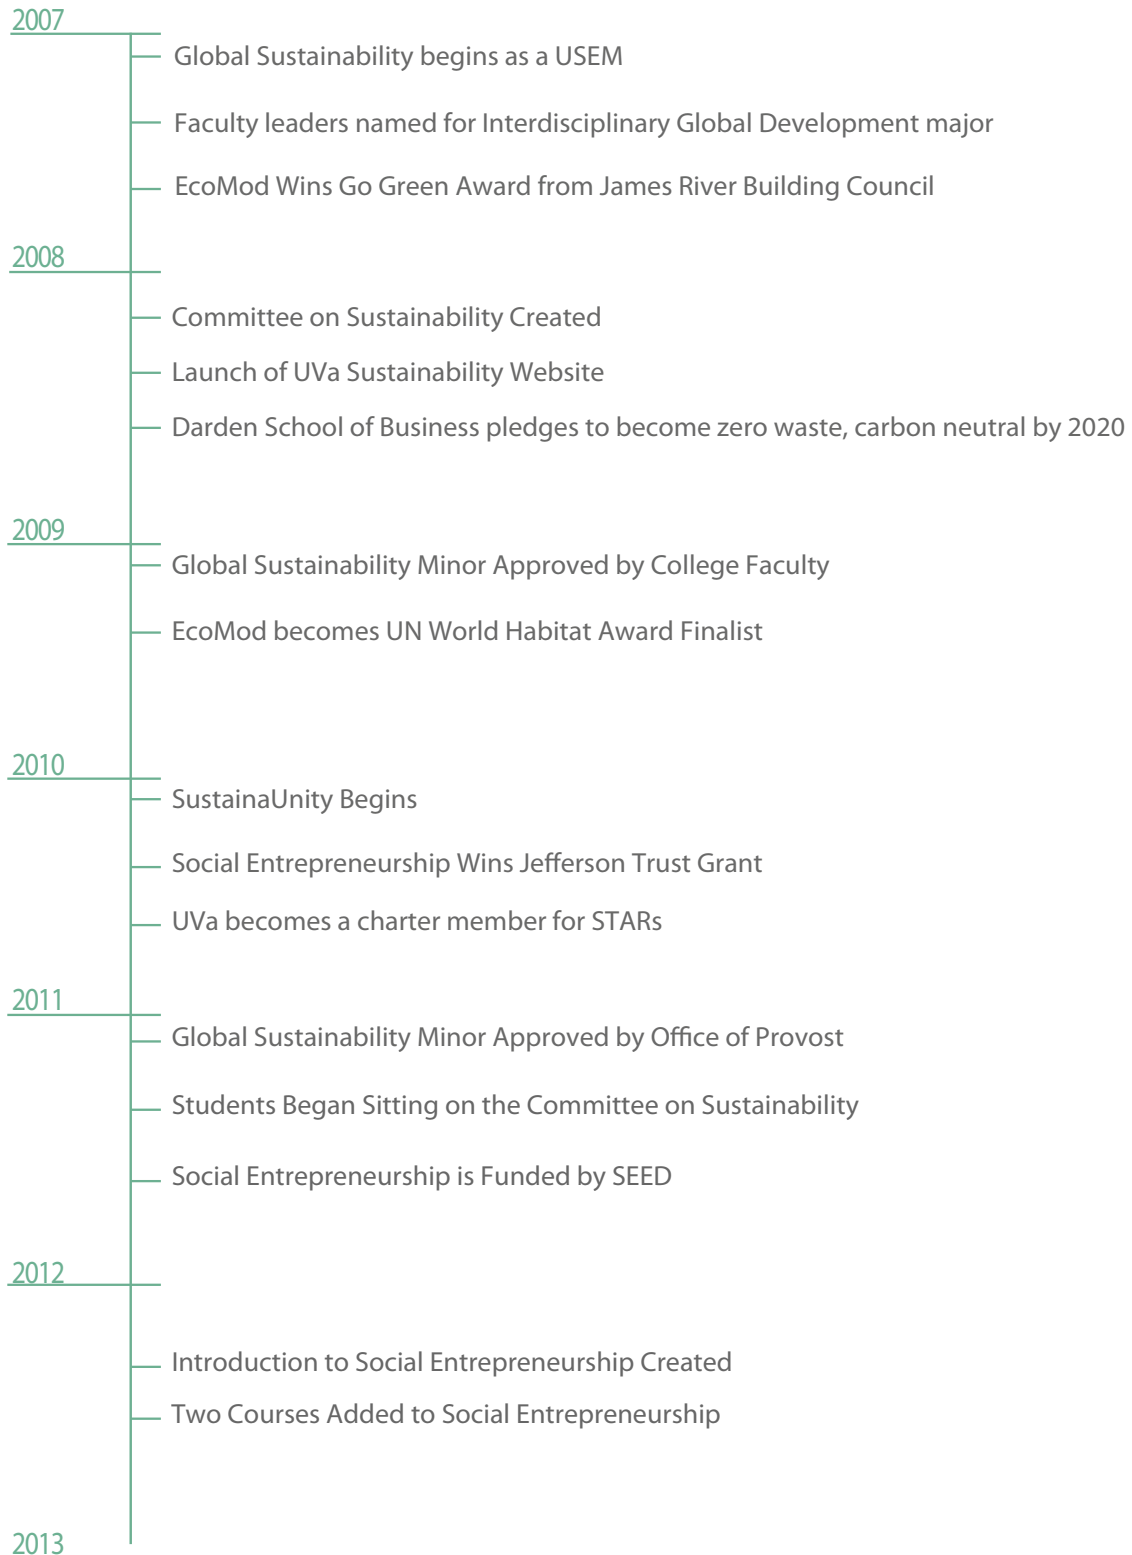 2007
Global Sustainability begins as a USEM
Faculty leaders named for Interdisciplinary Global Development major
EcoMod Wins Go Green Award from James River Building Council
2008
Committee on Sustainability Created
Launch of UVa Sustainability Website
Darden School of Business pledges to become zero waste, carbon neutral by 2020
2009
Global Sustainability Minor Approved by College Faculty
EcoMod becomes UN World Habitat Award Finalist
2010
SustainaUnity Begins
Social Entrepreneurship Wins Jefferson Trust Grant
UVa becomes a charter member for STARs
2011
Global Sustainability Minor Approved by Office of Provost
Students Began Sitting on the Committee on Sustainability
Social Entrepreneurship is Funded by SEED
2012
Introduction to Social Entrepreneurship Created
Two Courses Added to Social Entrepreneurship
2013